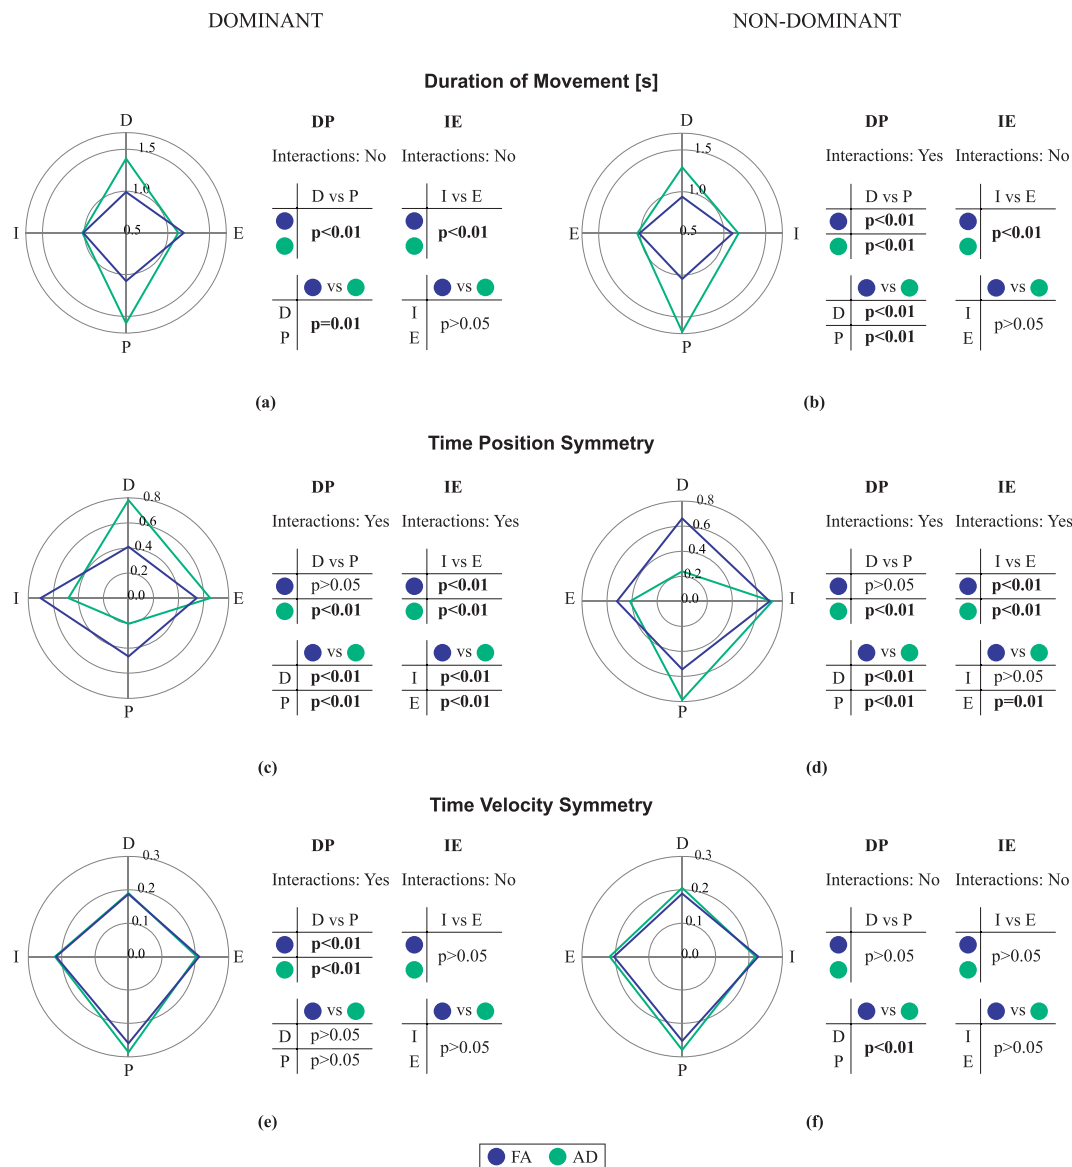 DOMINANT NON-DOMINANT
Duration of Movement [s]
D DP IE D DP IE
1.5 Interactions: No Interactions: No 1.5 Interactions: Yes Interactions: No
1.0 D vs P I vs E 1.0 D vs P I vs E
I 0.5 E p<0.01 p<0.01 E 0.5 I p<0.01 p<0.01
p<0.01
vs vs vs vs
D p=0.01 I p>0.05 D p<0.01 I p>0.05
P E P p<0.01 E
P P
(a) (b)
Time Position Symmetry
D DP IE D DP IE
0.8 Interactions: Yes Interactions: Yes 0.8 Interactions: Yes Interactions: Yes
0.6 0.6
0.4 D vs P I vs E 0.4 D vs P I vs E
0.2 p>0.05 p<0.01 0.2 p>0.05 p<0.01
I 0.0 E p<0.01 p<0.01 E 0.0 I p<0.01 p<0.01
vs vs vs vs
D p<0.01 I p<0.01 D p<0.01 I p>0.05
P p<0.01 E p<0.01 P p<0.01 E p=0.01
P P
(c) (d)
Time Velocity Symmetry
D DP IE D DP IE
0.3 Interactions: Yes Interactions: No 0.3 Interactions: No Interactions: No
0.2 D vs P I vs E 0.2 D vs P I vs E
0.1 p<0.01 p>0.05 0.1 p>0.05 p>0.05
I 0.0 E p<0.01 E 0.0 I
vs vs vs vs
D p>0.05 I p>0.05 D p<0.01 I p>0.05
P p>0.05 E P E
P P
(e) (f)
FA AD